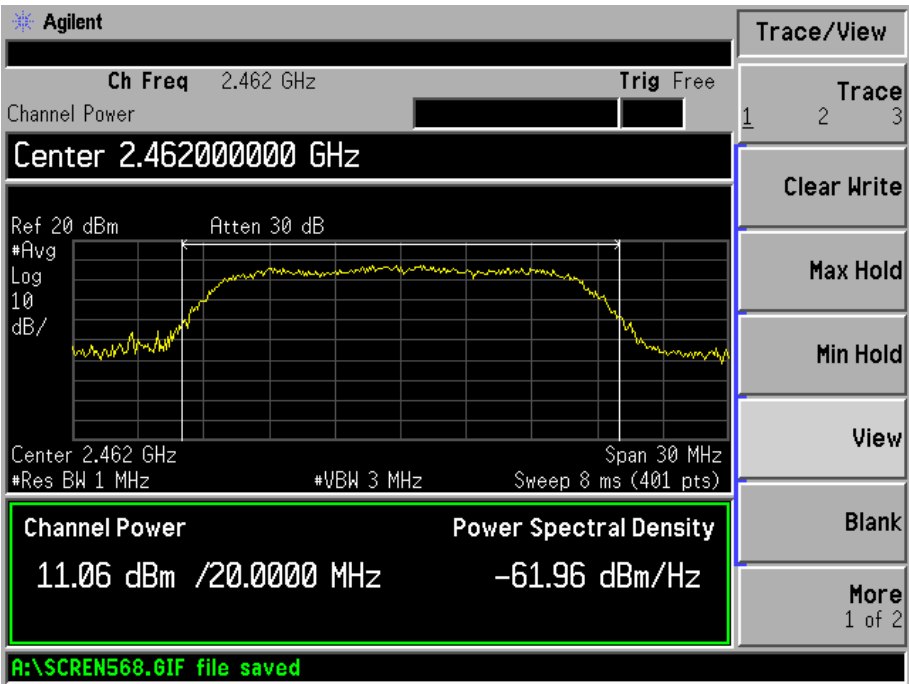 Agilent
Trace/View
Ch Freq 2.462 GHz Trig Free
Channel Power
Trace
1 2 3
Center 2.462000000 GHz
Clear Write
Ref 20 dBm Atten 30 dB
#Avg
Log
10
dB/
Max Hold
Min Hold
View
Center 2.462 GHz Span 30 MHz
#Res BW 1 MHz #VBW 3 MHz Sweep 8 ms (401 pts)
Channel Power Power Spectral Density
11.06 dBm /20.0000 MHz -61.96 dBm/Hz
Blank
More
1 of 2
A:\SCREN568.GIF file saved